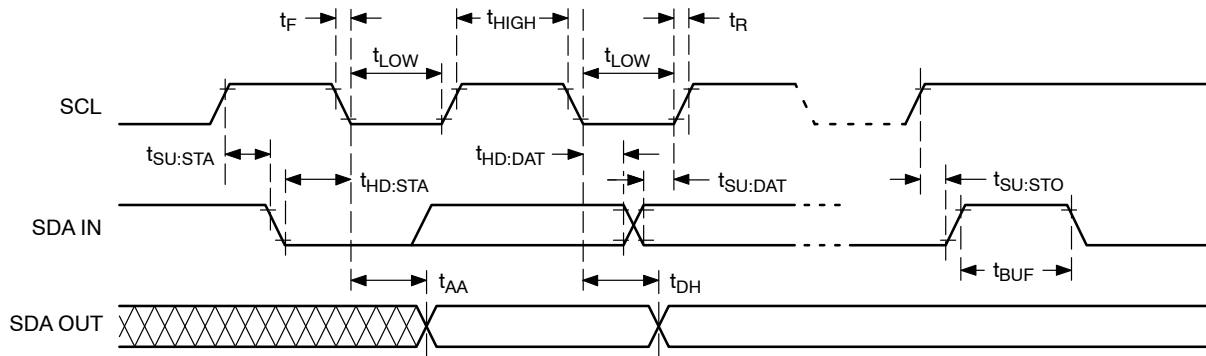 tF
tHIGH
tR
tLOW
tLOW
SCL
tSU:STA
tHD:DAT
tHD:STA
tSU:DAT
tSU:STO
SDA IN
tBUF
tAA
tDH
SDA OUT